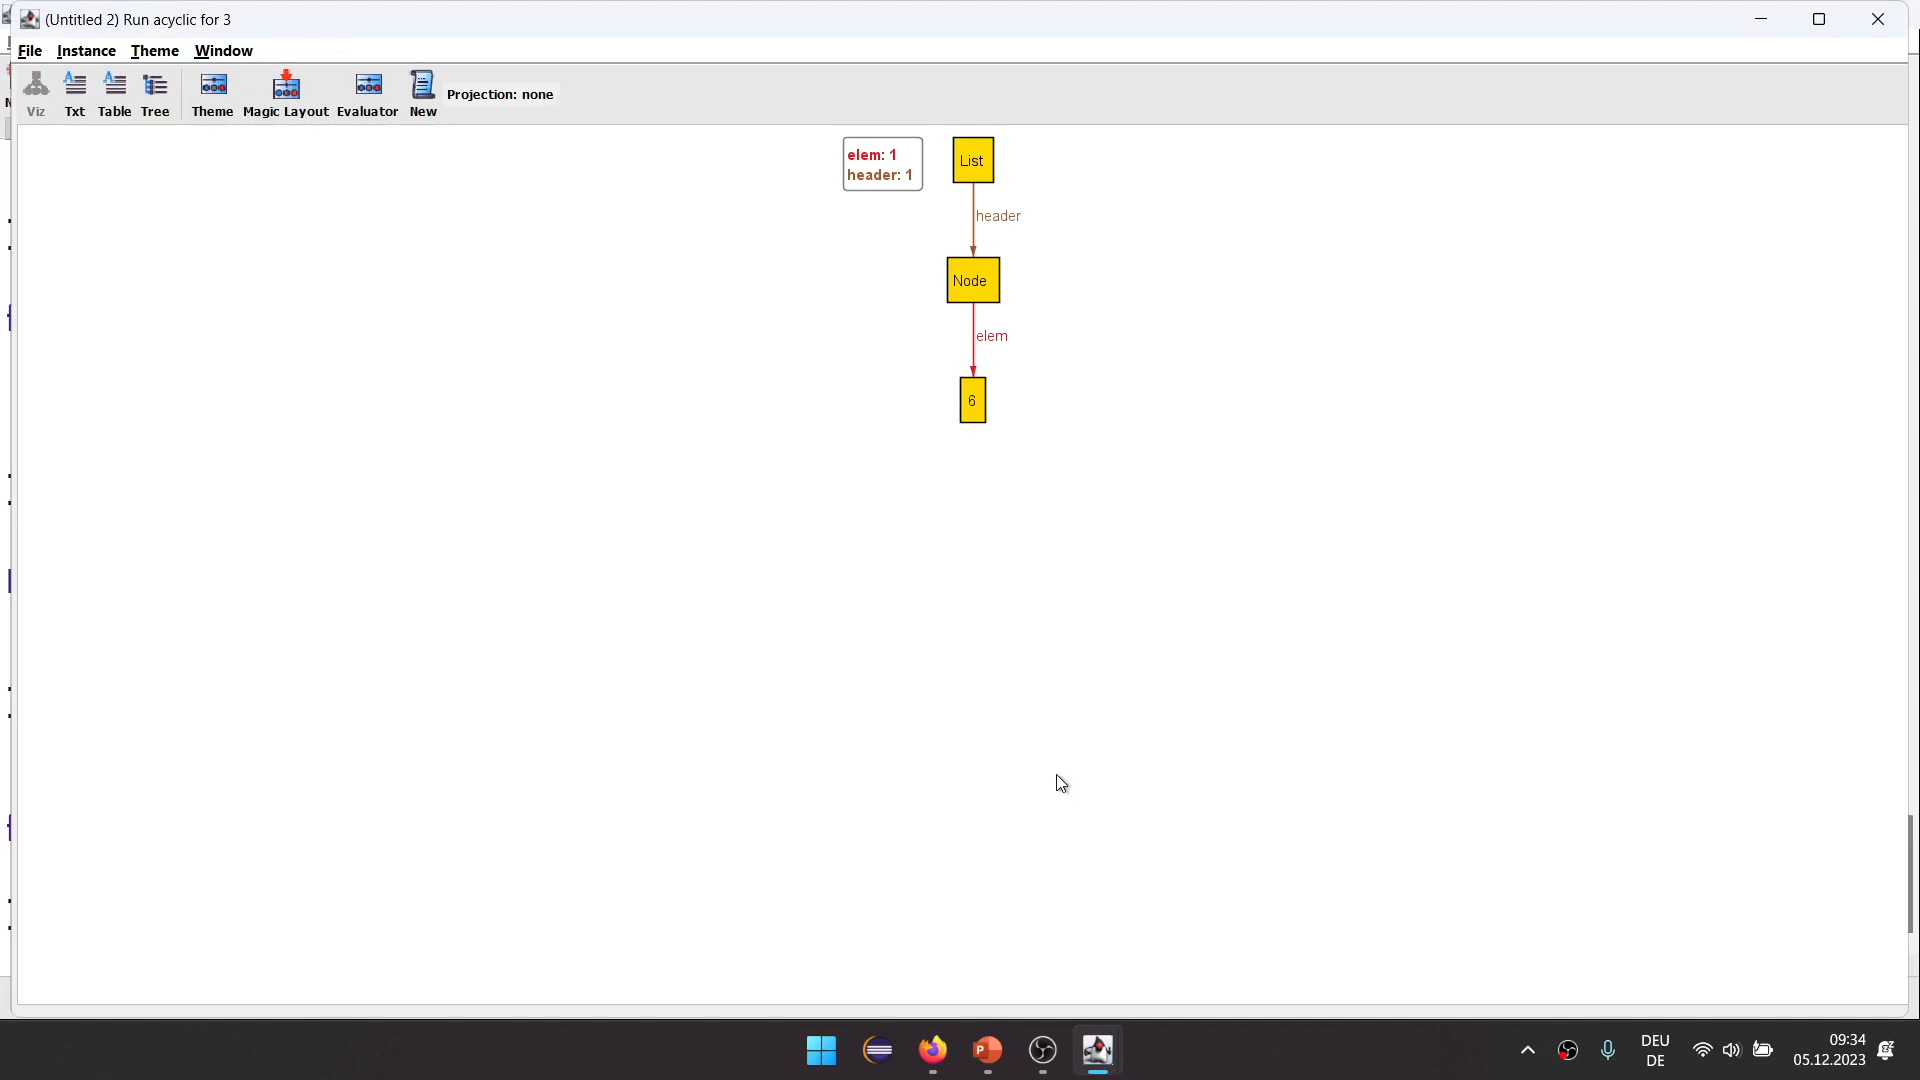 (Untitled 2) Run acyclic for 3
File Instance Theme Window
Viz Txt Table Tree Theme Magic Layout Evaluator New Projection: none
elem: 1
header: 1
List
header
Node
elem
6
DEU
DE
09:34
05.12.2023